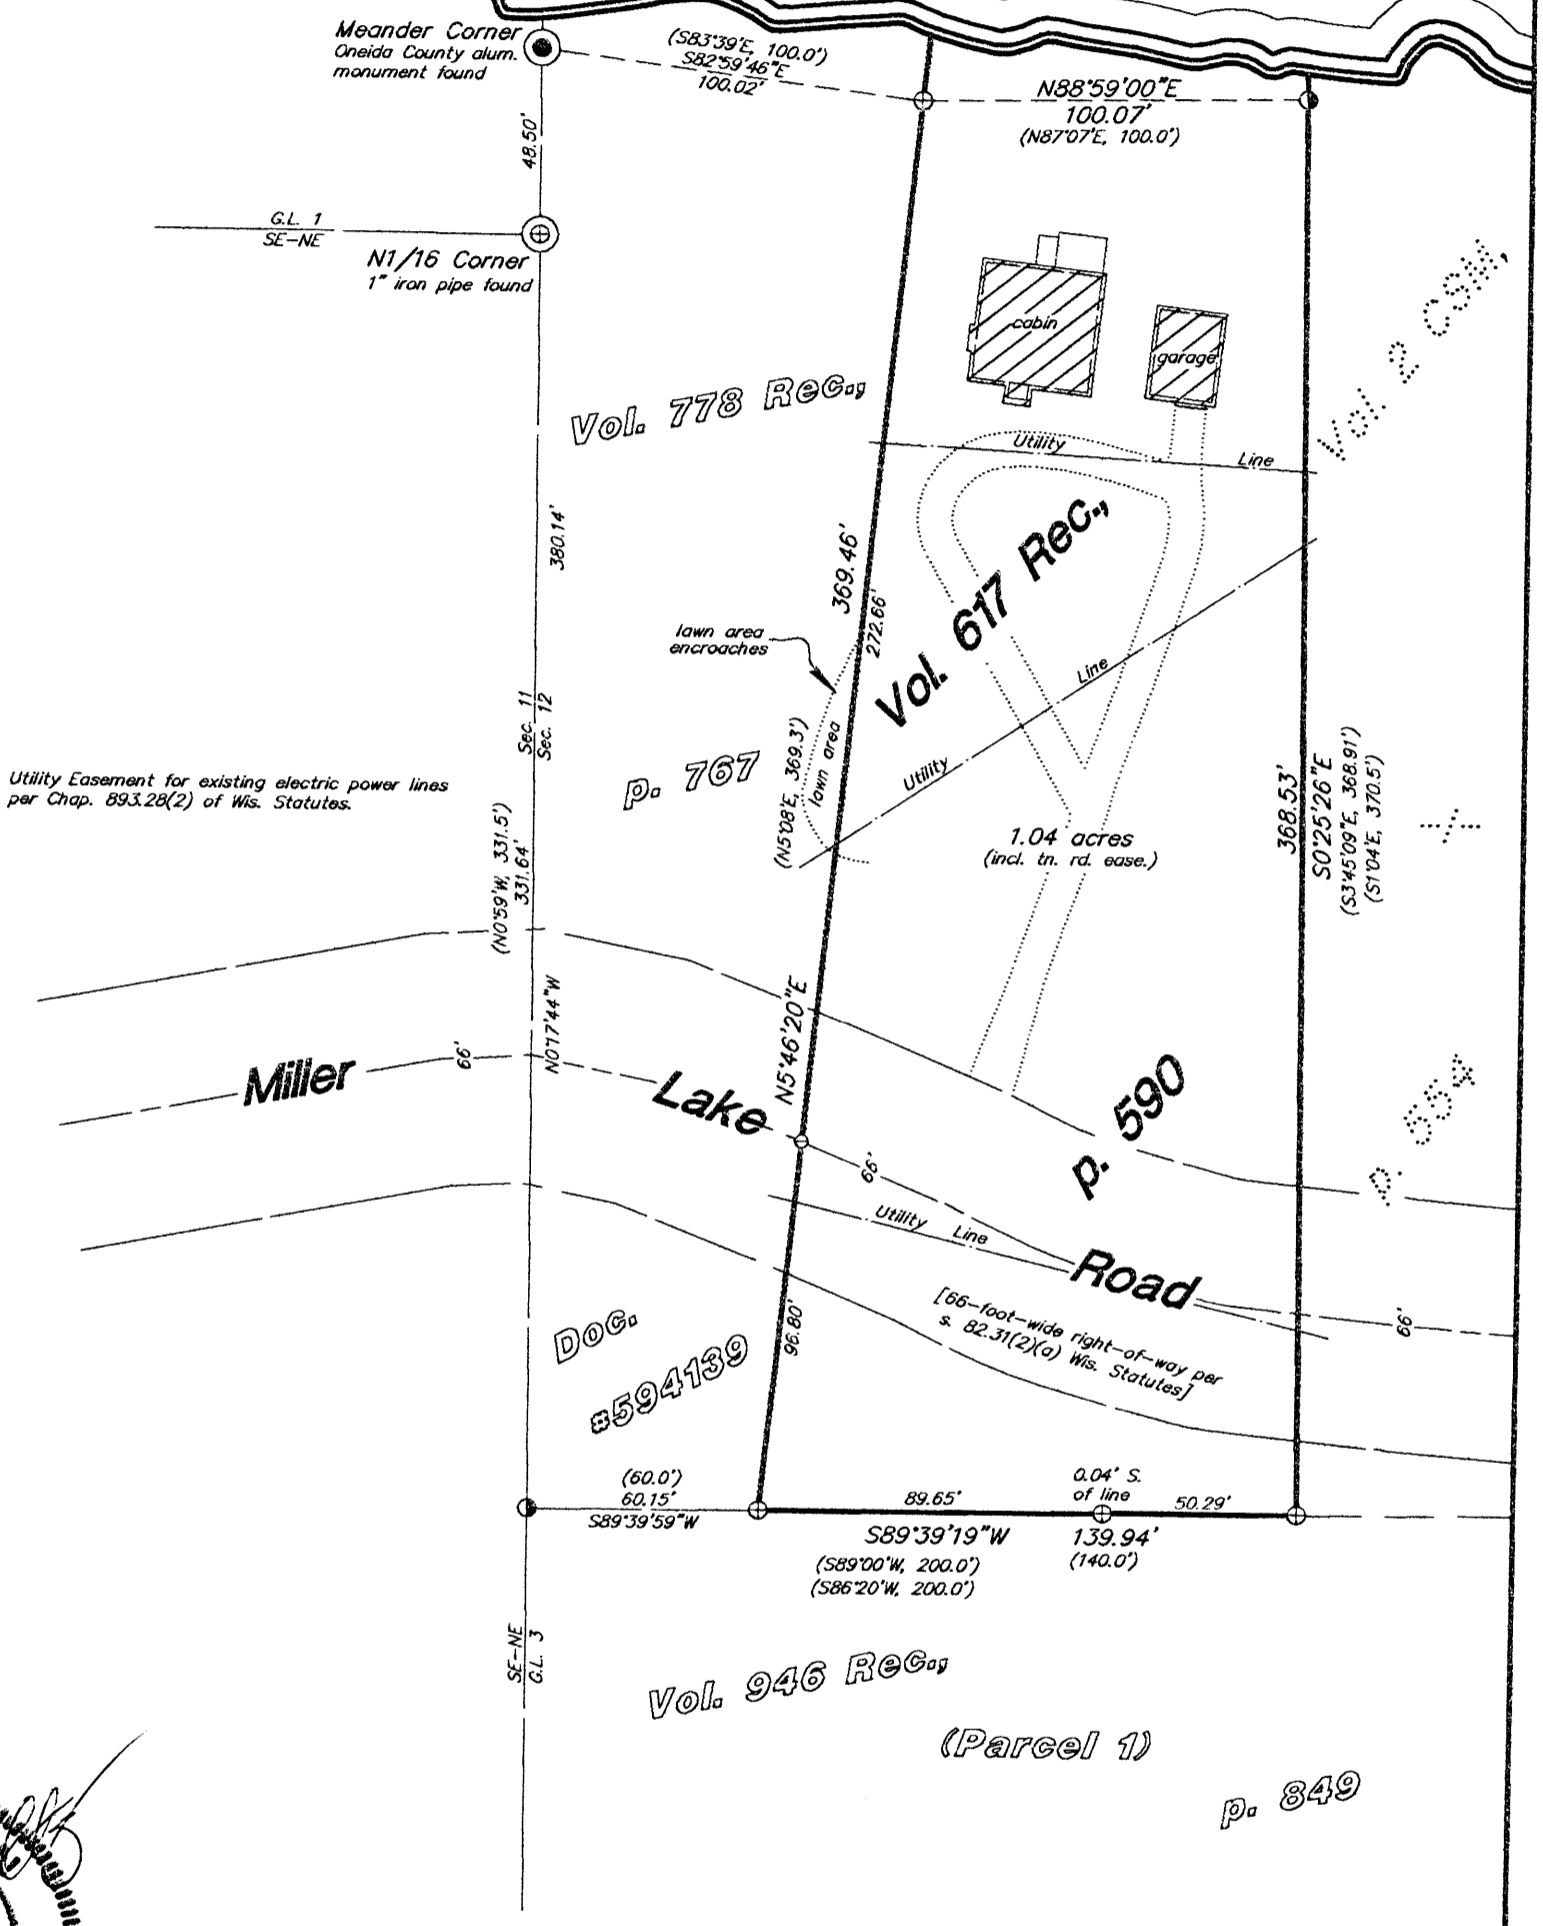 Meander Corner
Oneida County alum.
monument found
(S83°39'E, 100.0')
S82°59'46"E
100.02'
N88°59'00"E
100.07'
(N87°07'E, 100.0')
48.50'
G.L. 1
SE-NE
N1/16 Corner
1" iron pipe found
cabin
garage
Vol. 778 Rec.,
p. 767
Vol. 2 CSM,
p. 554
Utility Line
380.14'
369.46'
272.66'
Vol. 617 Rec.,
p. 590
lawn area
encroaches
lawn area
(N5°08'E, 369.3')
Utility Line
Sec. 11
Sec. 12
Utility Easement for existing electric power lines
per Chap. 893.28(2) of Wis. Statutes.
(N0°59'W, 331.5')
331.64'
1.04 acres
(incl. tn. rd. ease.)
368.53'
S0°25'26"E
(S3°45'09"E, 368.91')
(S1°04'E, 370.5')
N0°17'44"W
N5°46'20"E
66'
Miller Lake Road
66'
Utility Line
66'
[66-foot-wide right-of-way per
s. 82.31(2)(a) Wis. Statutes]
96.80'
Doc.
#594139
(60.0')
60.15'
S89°39'59"W
89.65'
0.04' S.
of line
50.29'
S89°39'19"W 139.94'
(S89°00'W, 200.0') (140.0')
(S86°20'W, 200.0')
SE-NE
G.L. 3
Vol. 946 Rec.,
(Parcel 1)
p. 849